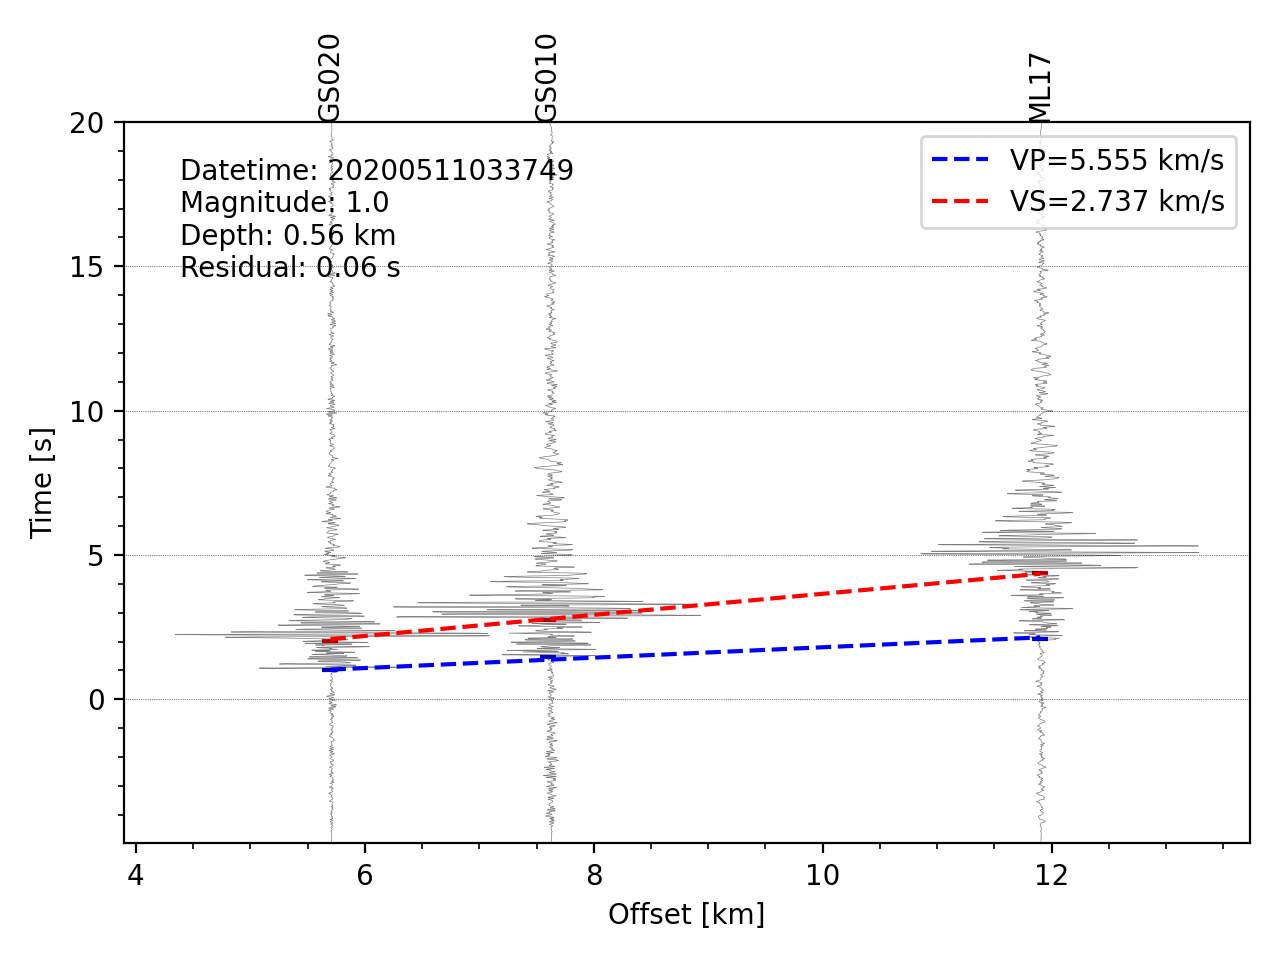 GS020
GS010
ML17
Datetime: 20200511033749
Magnitude: 1.0
Depth: 0.56 km
Residual: 0.06 s
VP=5.555 km/s
VS=2.737 km/s
20
15
10
5
0
Time [s]
4
6
8
10
12
Offset [km]